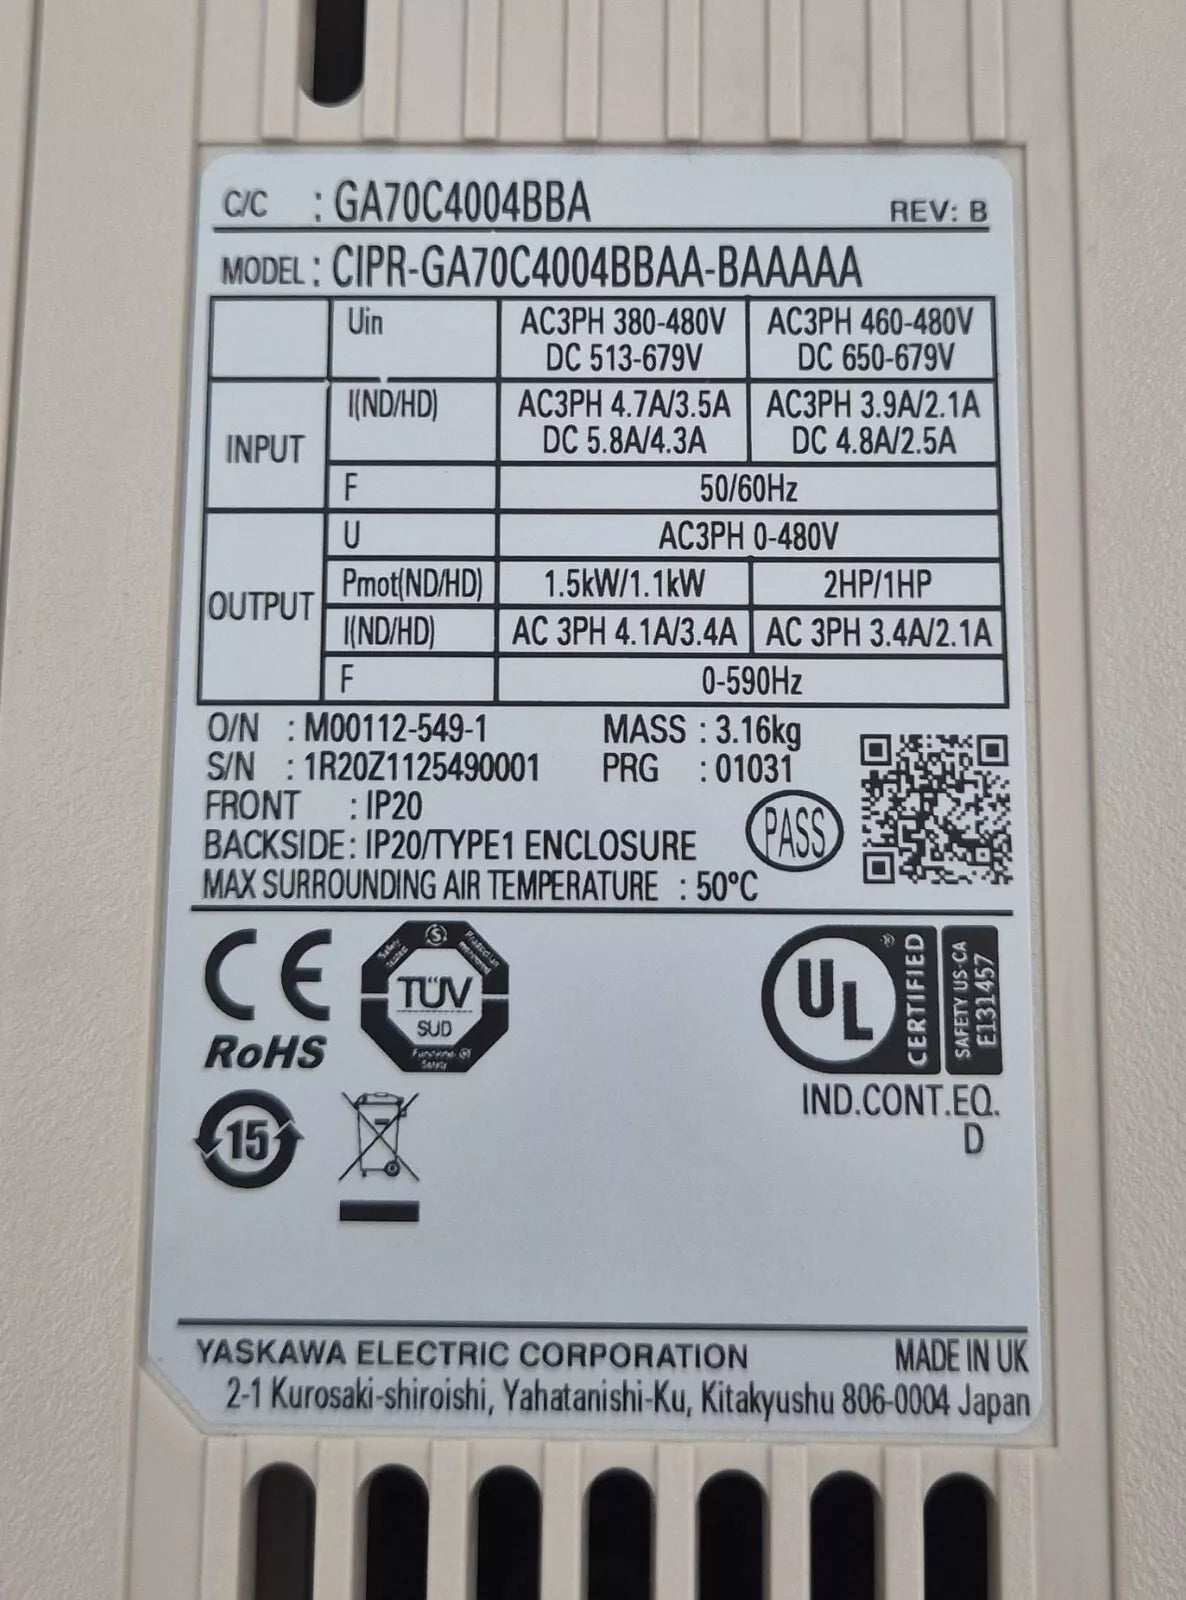 C/C : GA70C4004BBA REV: B
MODEL : CIPR-GA70C4004BBAA-BAAAAA
Uin AC3PH 380-480V AC3PH 460-480V
DC 513-679V DC 650-679V
INPUT I(ND/HD) AC3PH 4.7A/3.5A AC3PH 3.9A/2.1A
DC 5.8A/4.3A DC 4.8A/2.5A
F 50/60Hz
OUTPUT U AC3PH 0-480V
Pmot(ND/HD) 1.5kW/1.1kW 2HP/1HP
I(ND/HD) AC 3PH 4.1A/3.4A AC 3PH 3.4A/2.1A
F 0-590Hz
O/N : M00112-549-1 MASS : 3.16kg
S/N : 1R20Z1125490001 PRG : 01031
FRONT : IP20
BACKSIDE : IP20/TYPE1 ENCLOSURE
PASS
MAX SURROUNDING AIR TEMPERATURE : 50°C
CE
RoHS
Safety tested
Production monitored
TÜV
SUD
Functional
Safety
UL ®
CERTIFIED
SAFETY US-CA
E131457
IND.CONT.EQ.
D
15
YASKAWA ELECTRIC CORPORATION MADE IN UK
2-1 Kurosaki-shiroishi, Yahatanishi-Ku, Kitakyushu 806-0004 Japan